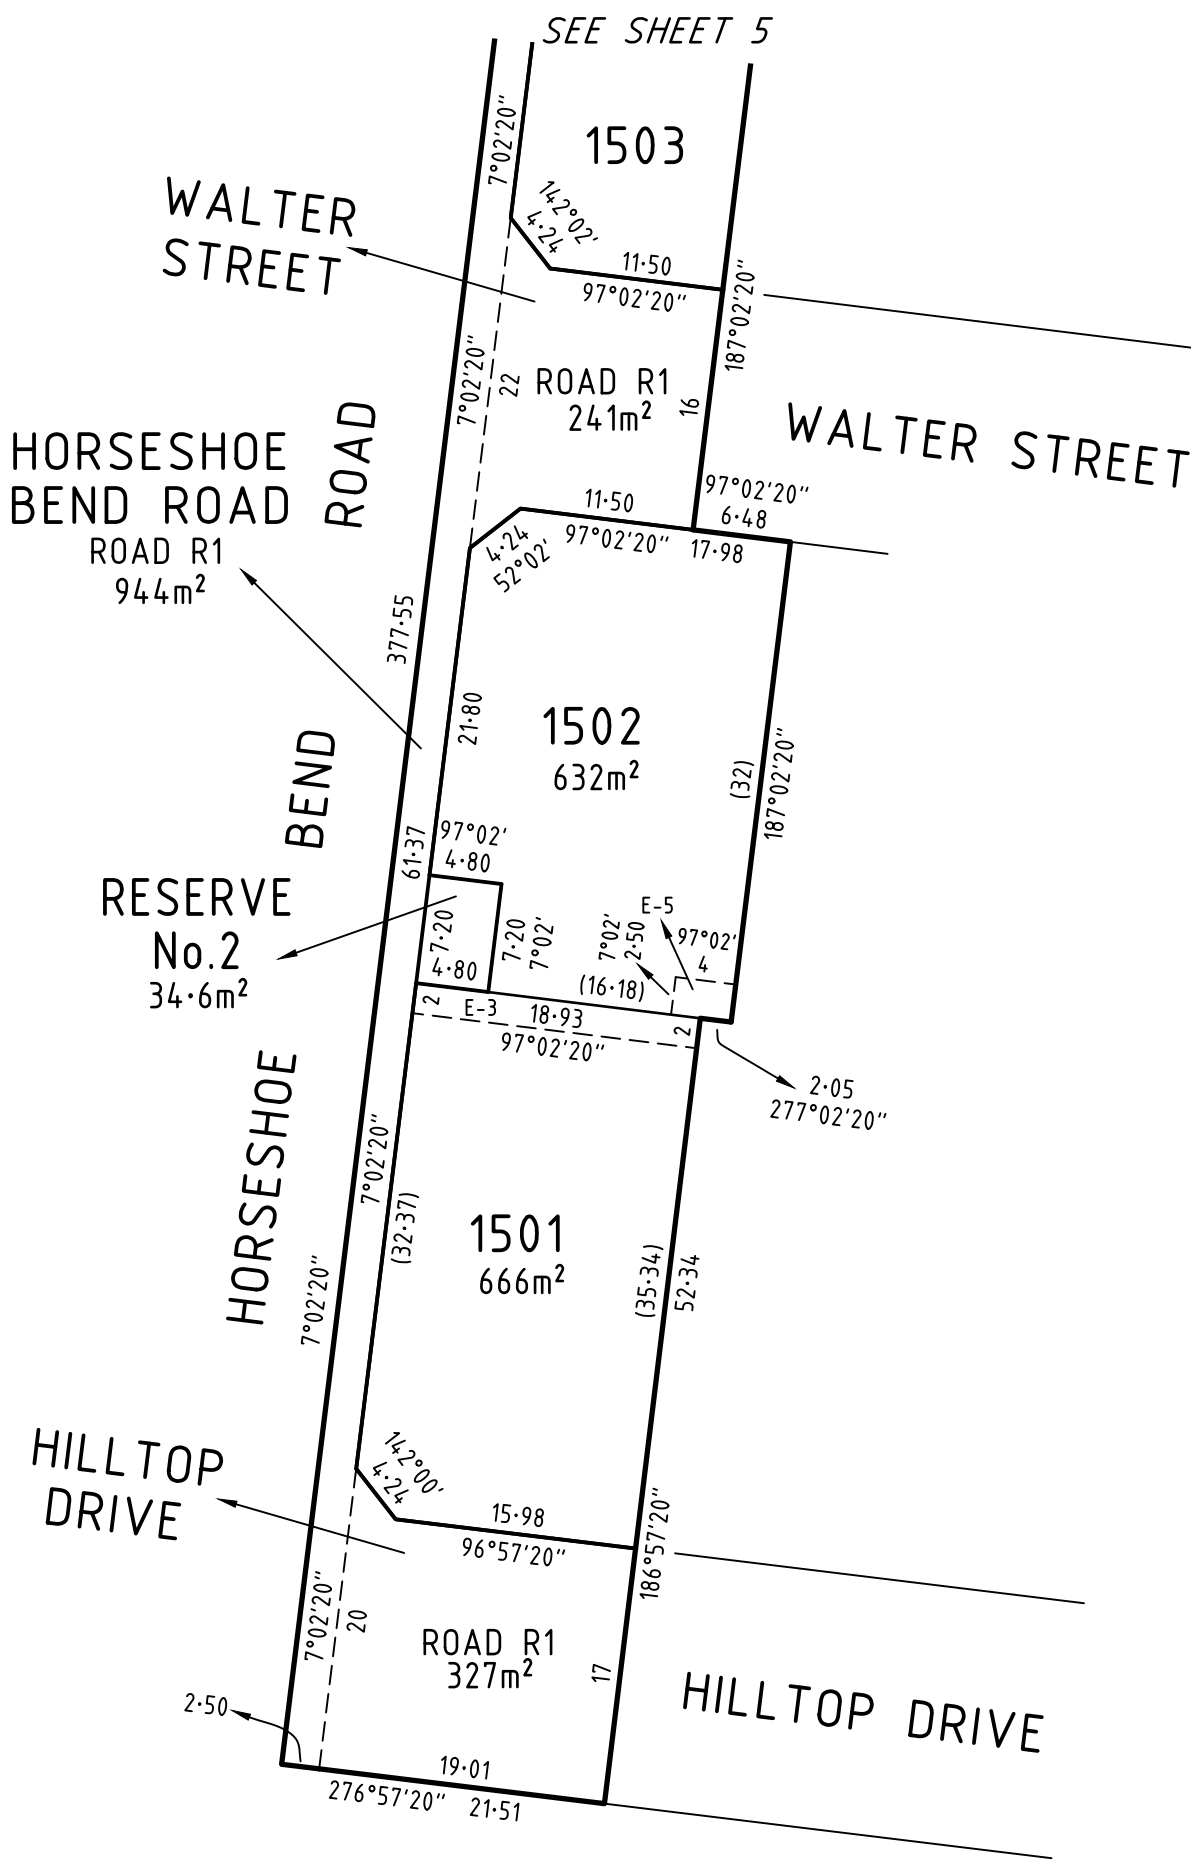 SEE SHEET 5
7°02'20"
1503
142°02'
4·24
WALTER
STREET
11·50
97°02'20"
187°02'20"
7°02'20"
22
ROAD R1
241m²
16
WALTER STREET
ROAD
HORSESHOE
BEND ROAD
ROAD R1
944m²
11·50
97°02'20"
97°02'20"
6·48
17·98
4·24
52°02'
377·55
21·80
1502
632m²
(32)
187°02'20"
BEND
61·37
97°02'
4·80
RESERVE
No.2
34·6m²
7·20
4·80
7·20
7°02'
7°02'
2·50
E-5
97°02'
4
(16·18)
2
E-3
18·93
97°02'20"
2
2·05
277°02'20"
HORSESHOE
7°02'20"
(32·37)
7°02'20"
1501
666m²
(35·34)
52·34
HILLTOP
DRIVE
142°00'
4·24
15·98
96°57'20"
186°57'20"
7°02'20"
20
ROAD R1
327m²
17
HILLTOP DRIVE
2·50
19·01
276°57'20"
21·51